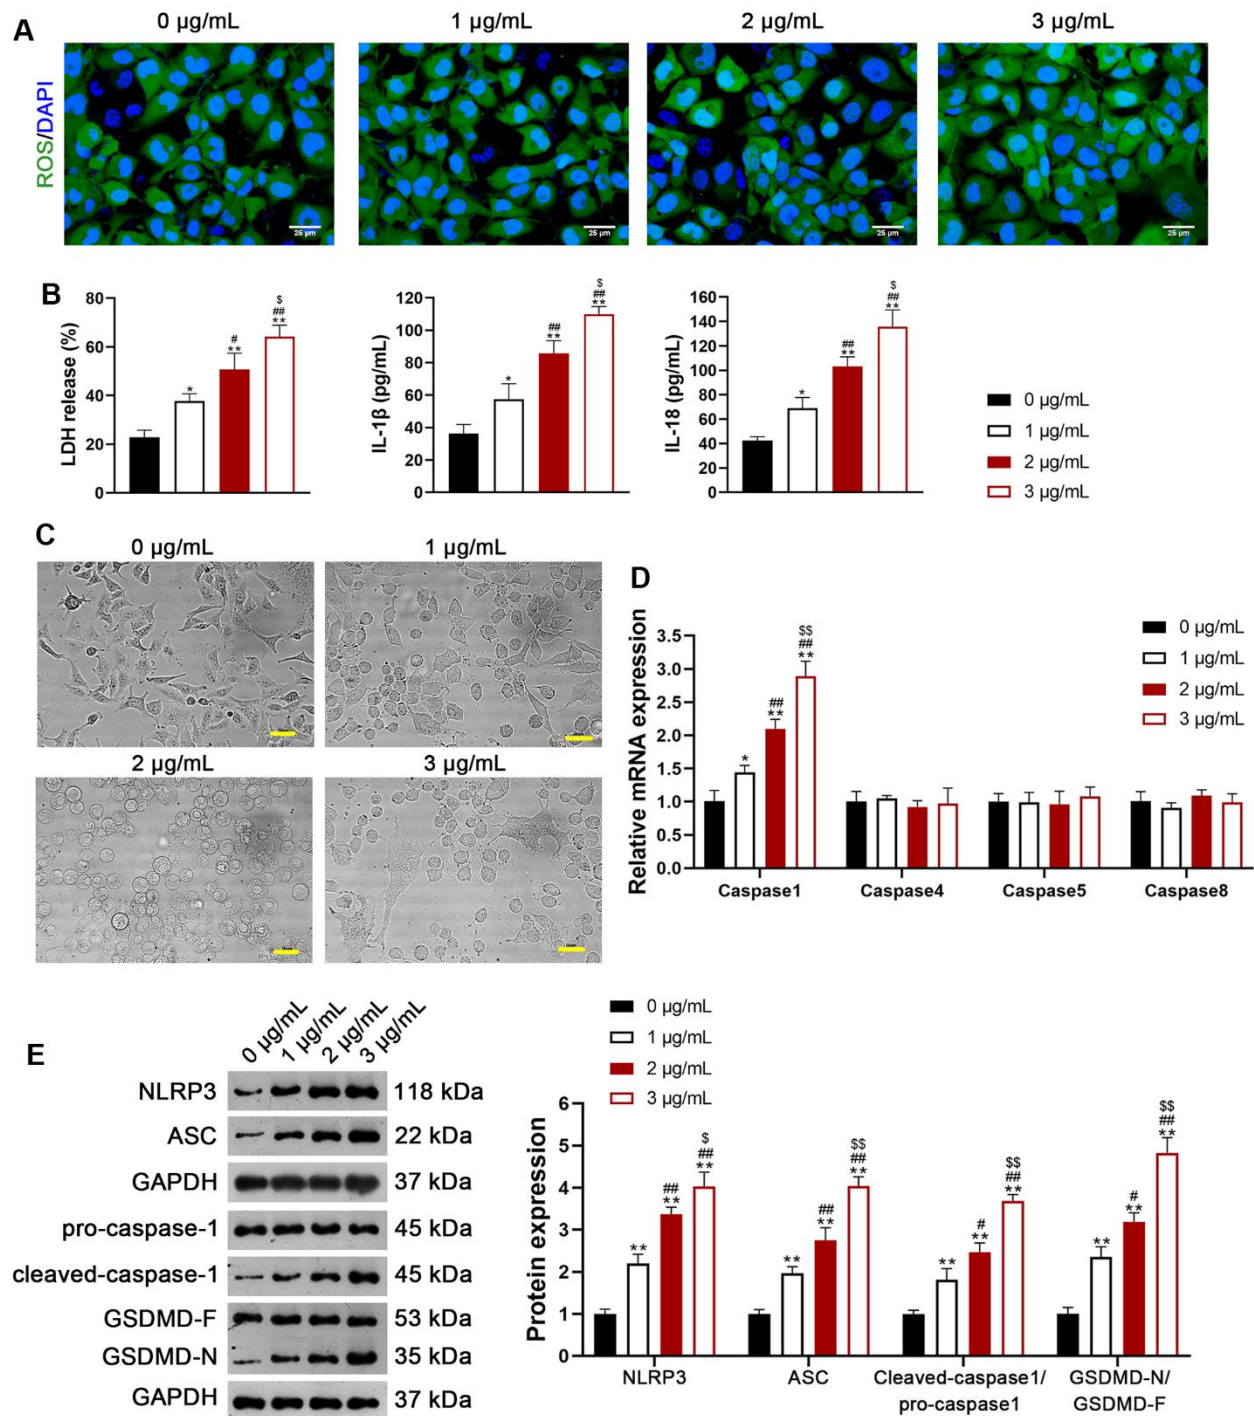 A
0 µg/mL 1 µg/mL 2 µg/mL 3 µg/mL
ROS/DAPI
25 µm 25 µm 25 µm 25 µm
B
LDH release (%)
80
60
40
20
0
*
#
**
$
##
**
IL-1β (pg/mL)
120
100
80
60
40
20
0
*
##
**
$
##
**
IL-18 (pg/mL)
160
140
120
100
80
60
40
20
0
*
##
**
$
##
**
0 µg/mL
1 µg/mL
2 µg/mL
3 µg/mL
C
0 µg/mL 1 µg/mL
2 µg/mL 3 µg/mL
D
Relative mRNA expression
3.5
3.0
2.5
2.0
1.5
1.0
0.5
0.0
*
##
**
$$
##
**
0 µg/mL
1 µg/mL
2 µg/mL
3 µg/mL
Caspase1 Caspase4 Caspase5 Caspase8
E
0 µg/mL 1 µg/mL 2 µg/mL 3 µg/mL
NLRP3 118 kDa
ASC 22 kDa
GAPDH 37 kDa
pro-caspase-1 45 kDa
cleaved-caspase-1 45 kDa
GSDMD-F 53 kDa
GSDMD-N 35 kDa
GAPDH 37 kDa
0 µg/mL
1 µg/mL
2 µg/mL
3 µg/mL
Protein expression
6
5
4
3
2
1
0
**
##
**
$
##
**
**
##
**
$$
##
**
**
#
**
$$
##
**
**
#
**
$$
##
**
NLRP3 ASC Cleaved-caspase1/ GSDMD-N/
pro-caspase1 GSDMD-F